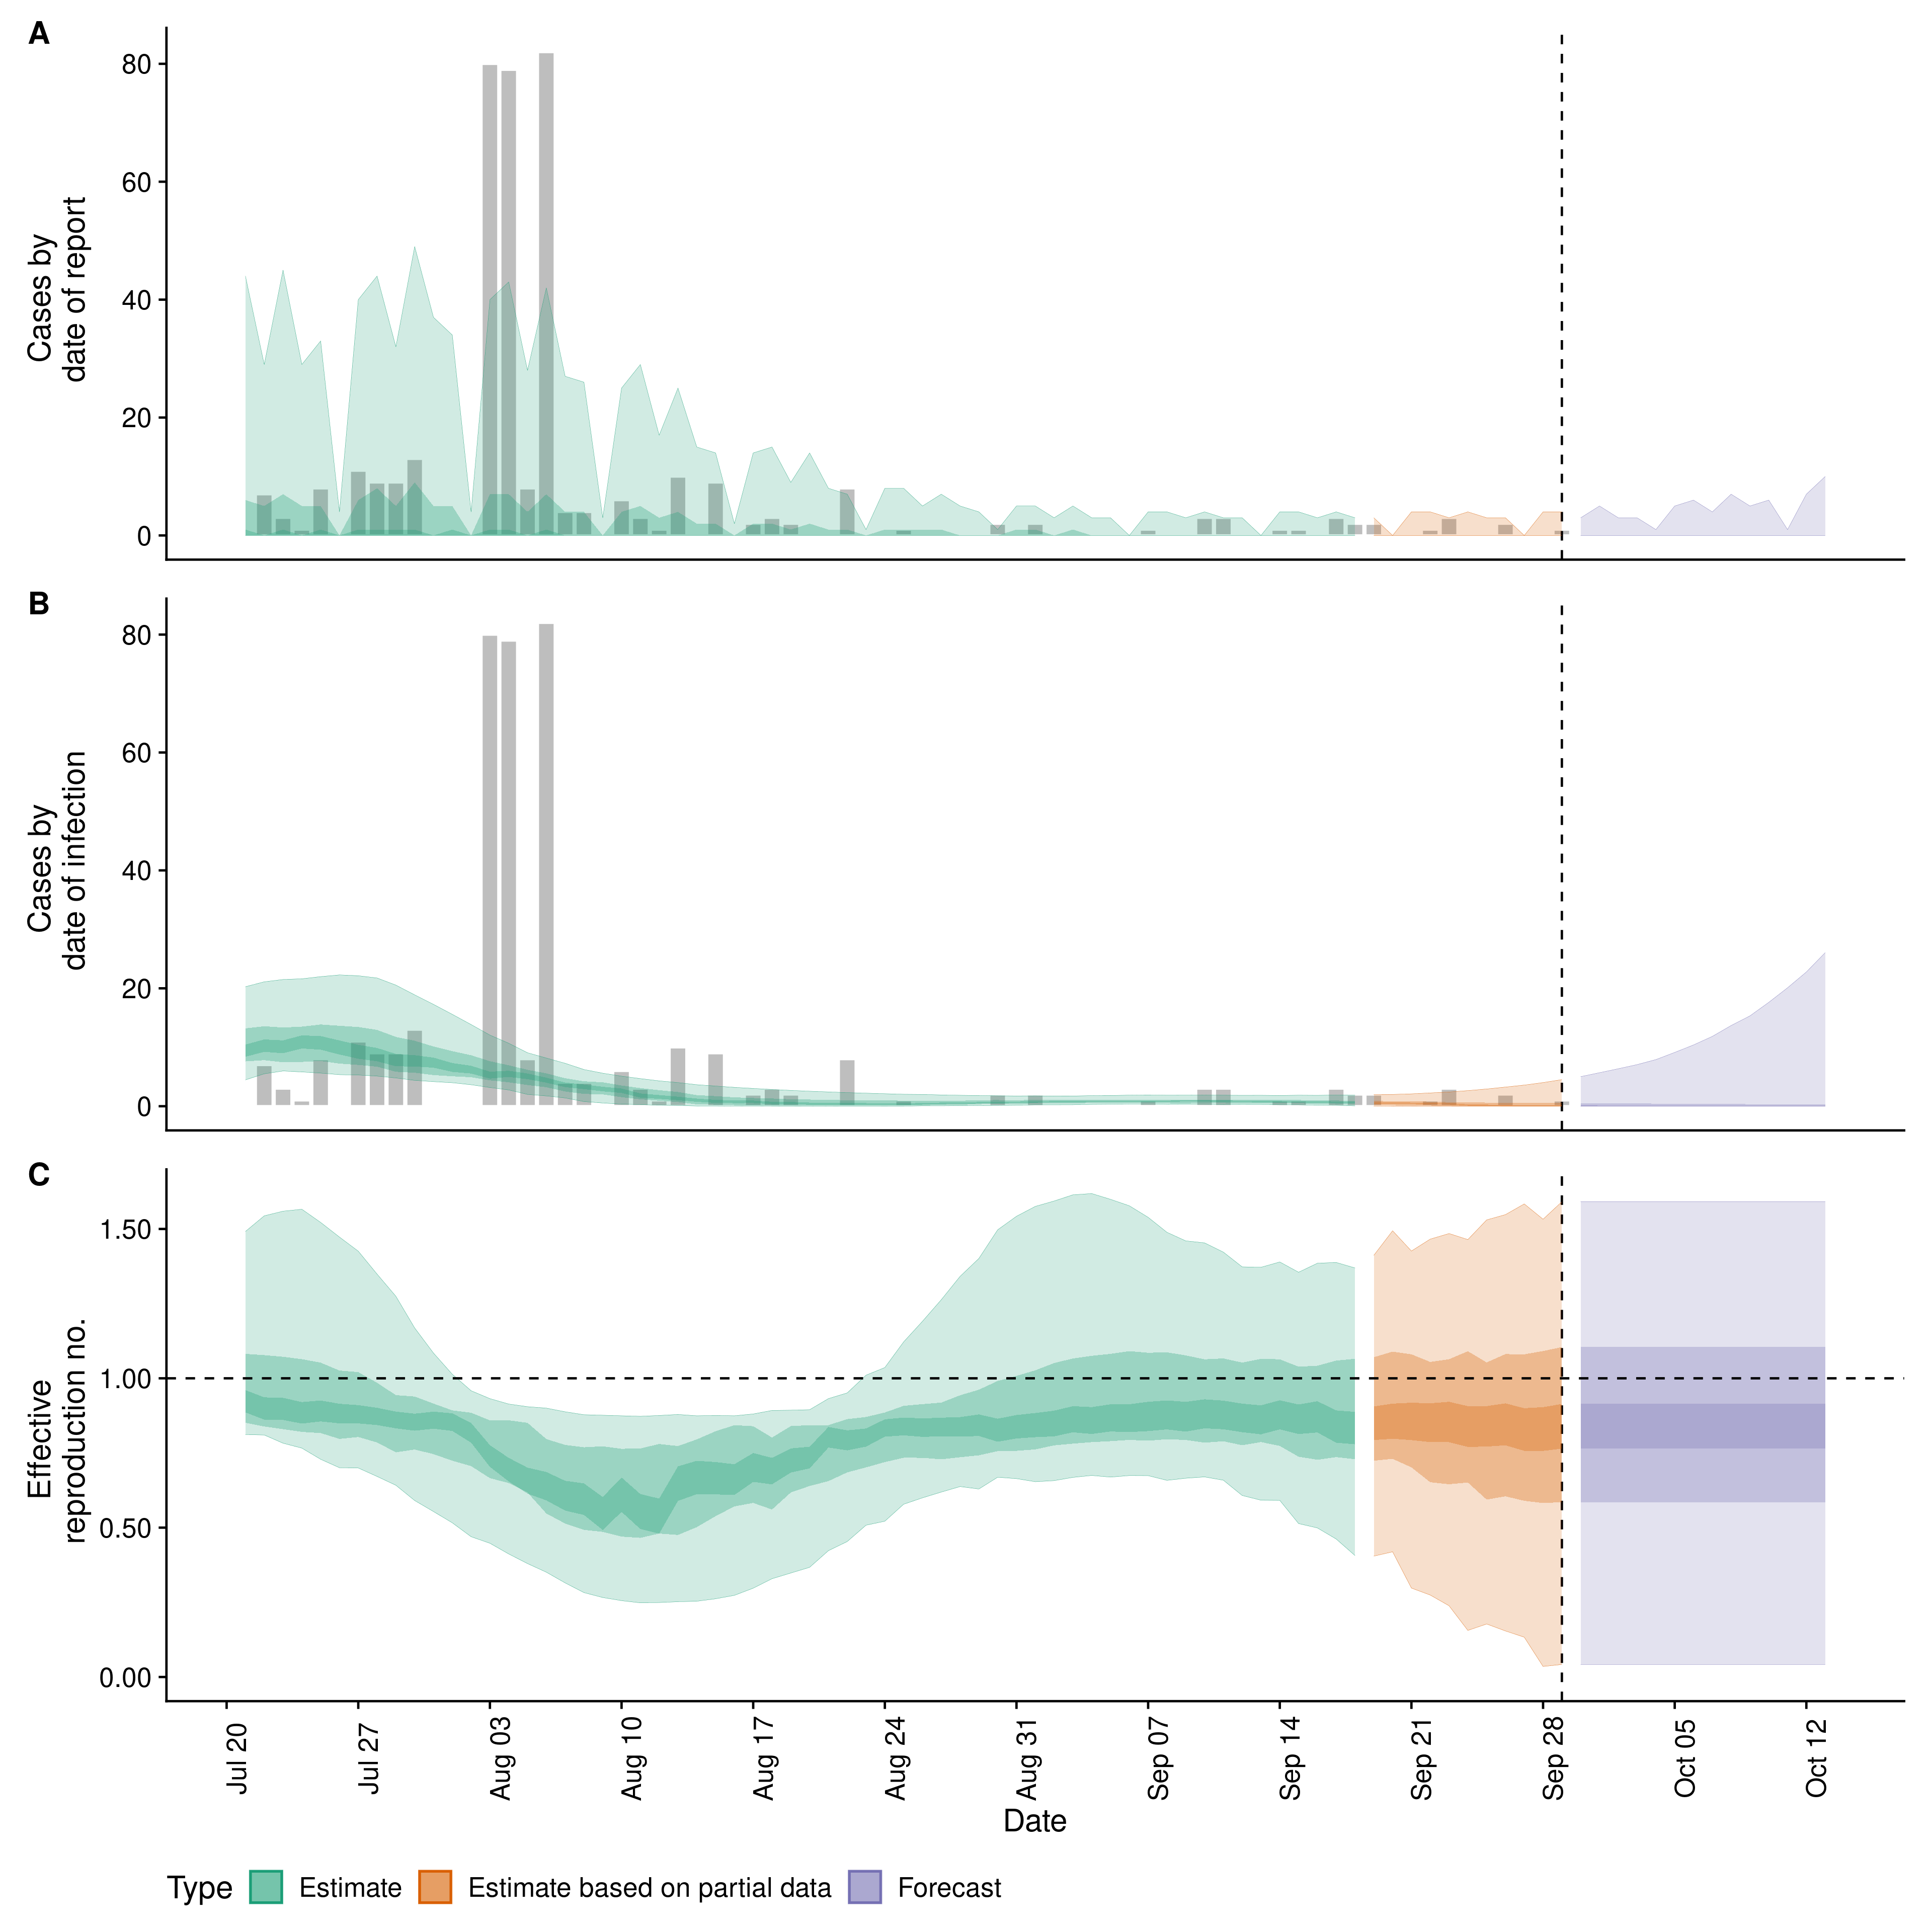 A
80
60
40
20
0
Cases by
date of report
B
80
60
40
20
0
Cases by
date of infection
C
1.50
1.00
0.50
0.00
Effective
reproduction no.
Jul 20
Jul 27
Aug 03
Aug 10
Aug 17
Aug 24
Aug 31
Sep 07
Sep 14
Sep 21
Sep 28
Oct 05
Oct 12
Date
Type
Estimate
Estimate based on partial data
Forecast